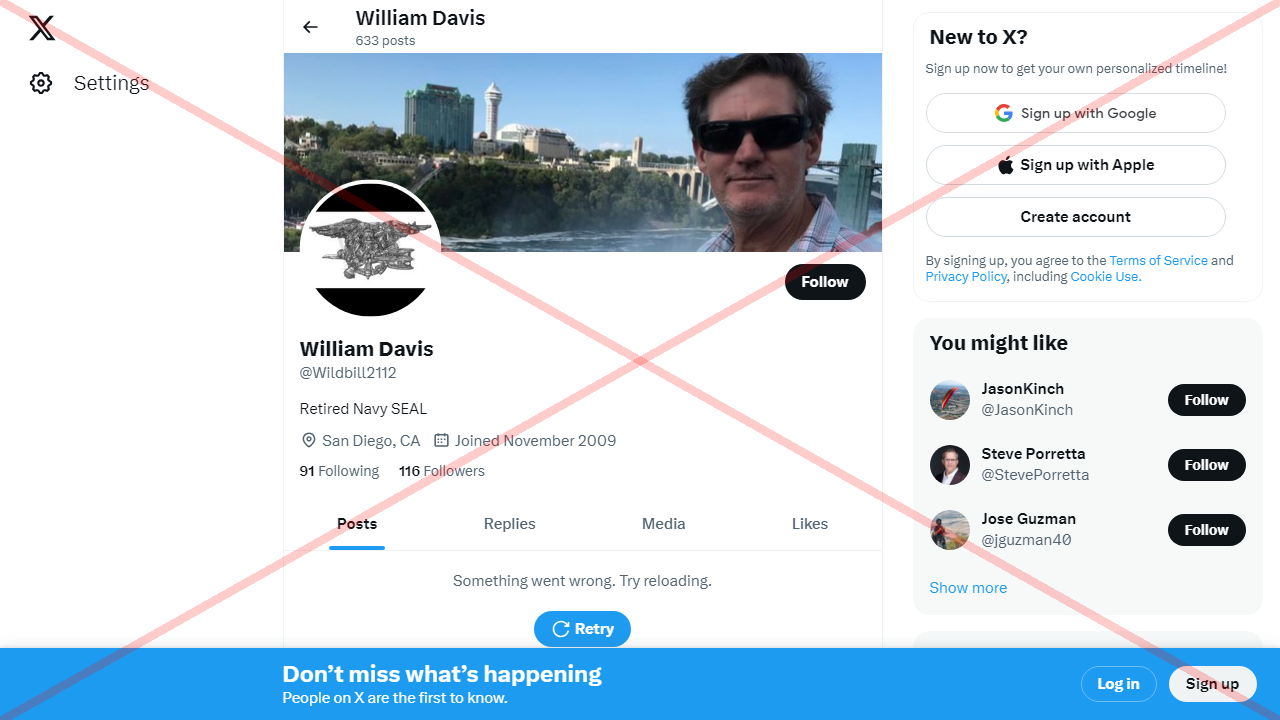 Settings
William Davis
633 posts
Follow
William Davis
@Wildbill2112
Retired Navy SEAL
San Diego, CA Joined November 2009
91 Following 116 Followers
Posts Replies Media Likes
Something went wrong. Try reloading.
Retry
New to X?
Sign up now to get your own personalized timeline!
Sign up with Google
Sign up with Apple
Create account
By signing up, you agree to the Terms of Service and
Privacy Policy, including Cookie Use.
You might like
JasonKinch
@JasonKinch
Follow
Steve Porretta
@StevePorretta
Follow
Jose Guzman
@jguzman40
Follow
Show more
Don’t miss what’s happening
People on X are the first to know.
Log in
Sign up